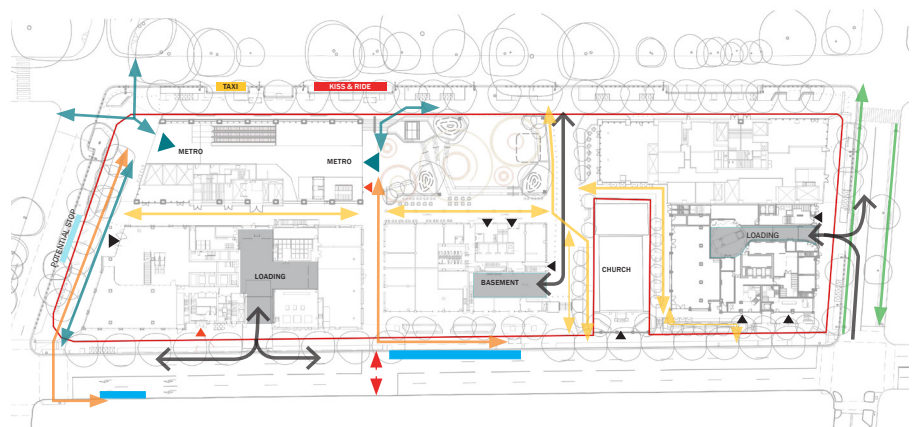 TAXI
KISS & RIDE
METRO
METRO
POTENTIAL STOP
LOADING
LOADING
CHURCH
BASEMENT